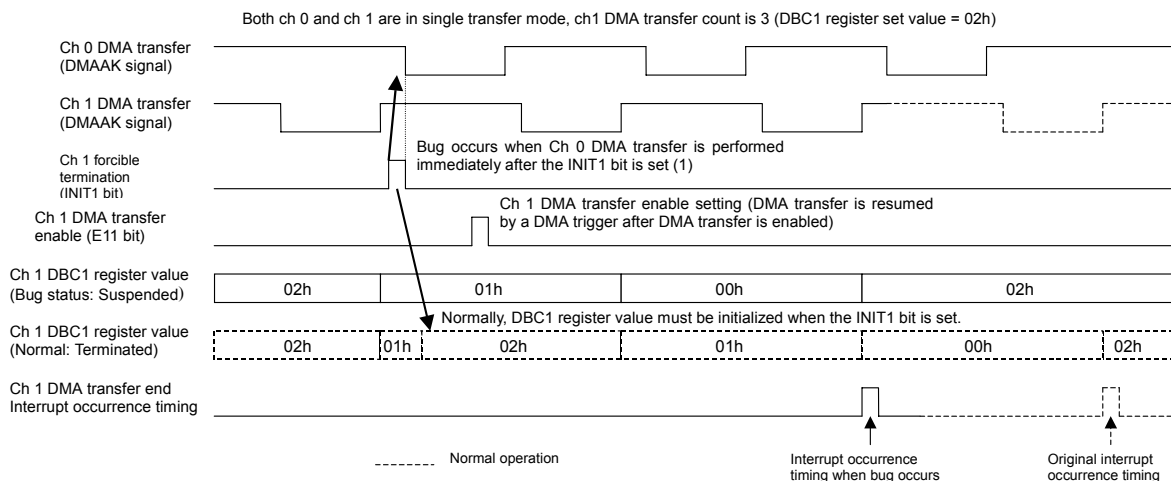 Both ch 0 and ch 1 are in single transfer mode, ch1 DMA transfer count is 3 (DBC1 register set value = 02h)
Ch 0 DMA transfer
(DMAAK signal)
Ch 1 DMA transfer
(DMAAK signal)
Bug occurs when Ch 0 DMA transfer is performed
immediately after the INIT1 bit is set (1)
Ch 1 forcible
termination
(INIT1 bit)
Ch 1 DMA transfer enable setting (DMA transfer is resumed
by a DMA trigger after DMA transfer is enabled)
Ch 1 DMA transfer
enable (E11 bit)
Ch 1 DBC1 register value
(Bug status: Suspended)
02h 01h 00h 02h
Normally, DBC1 register value must be initialized when the INIT1 bit is set.
Ch 1 DBC1 register value
(Normal: Terminated)
02h 01h 02h 01h 00h 02h
Ch 1 DMA transfer end
Interrupt occurrence timing
Normal operation
Interrupt occurrence
timing when bug occurs
Original interrupt
occurrence timing